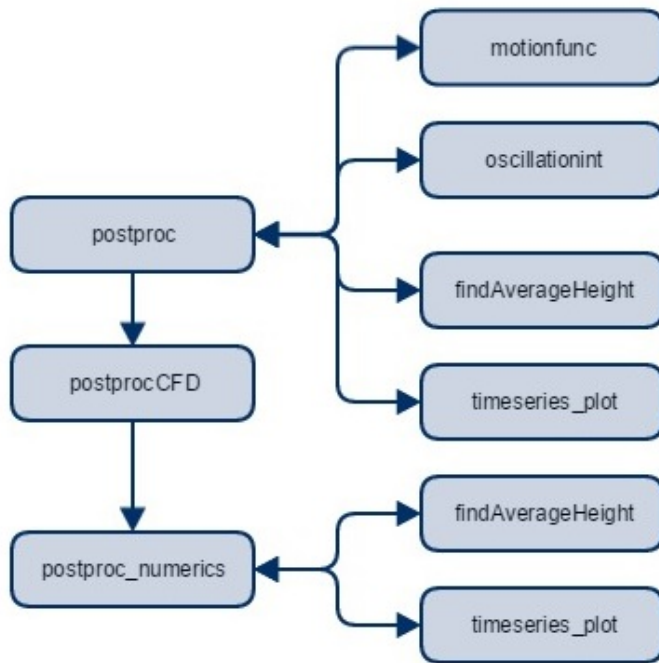 motionfunc
oscillationint
postproc
findAverageHeight
postprocCFD
timeseries_plot
findAverageHeight
postproc_numerics
timeseries_plot